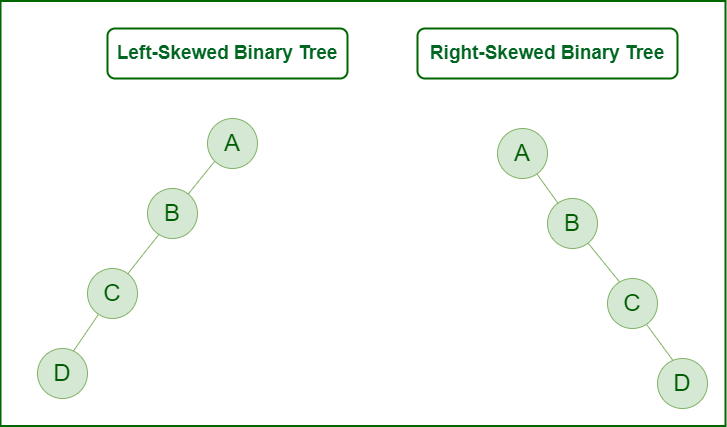 Left-Skewed Binary Tree
Right-Skewed Binary Tree
A
B
C
D
A
B
C
D